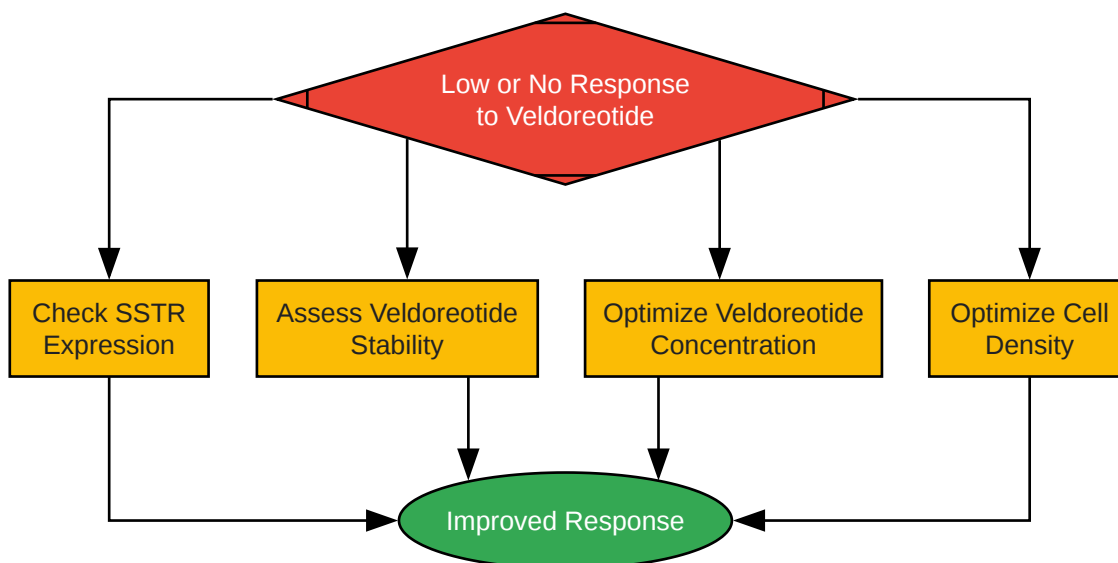 Low or No Response
to Veldoreotide
Check SSTR
Expression
Assess Veldoreotide
Stability
Optimize Veldoreotide
Concentration
Optimize Cell
Density
Improved Response